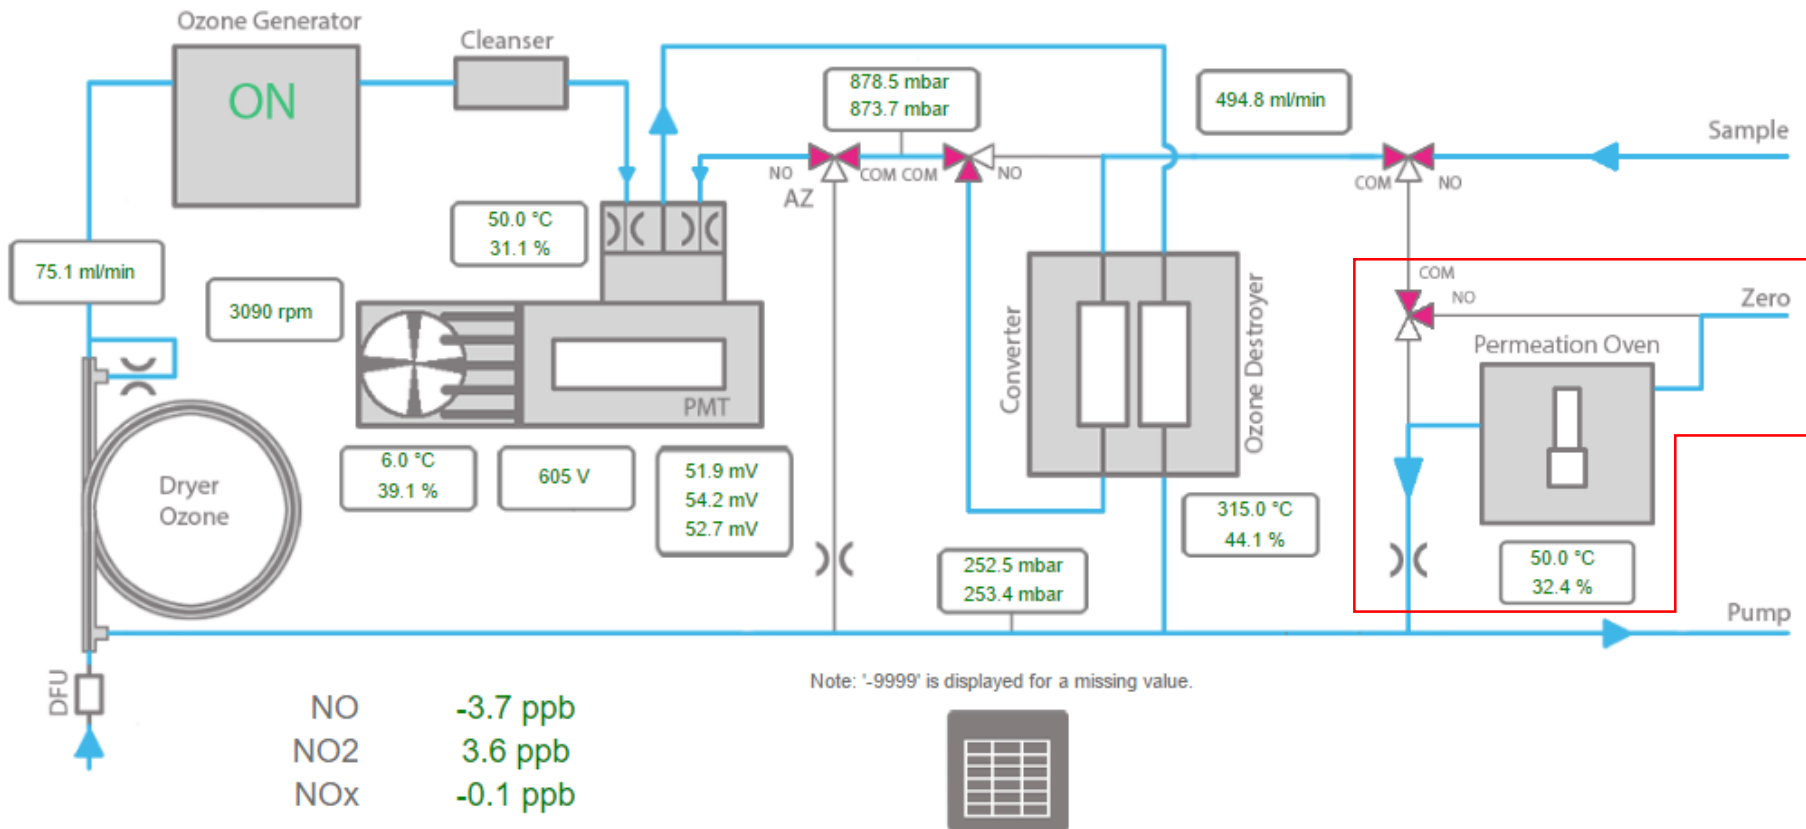 Ozone Generator
ON
Cleanser
878.5 mbar
873.7 mbar
494.8 ml/min
Sample
NO
AZ
COM
COM
NO
COM
NO
50.0 °C
31.1 %
75.1 ml/min
3090 rpm
COM
NO
Zero
Permeation Oven
Converter
Ozone Destroyer
PMT
Dryer
Ozone
6.0 °C
39.1 %
605 V
51.9 mV
54.2 mV
52.7 mV
315.0 °C
44.1 %
252.5 mbar
253.4 mbar
50.0 °C
32.4 %
Pump
DFU
Note: '-9999' is displayed for a missing value.
NO -3.7 ppb
NO2 3.6 ppb
NOx -0.1 ppb